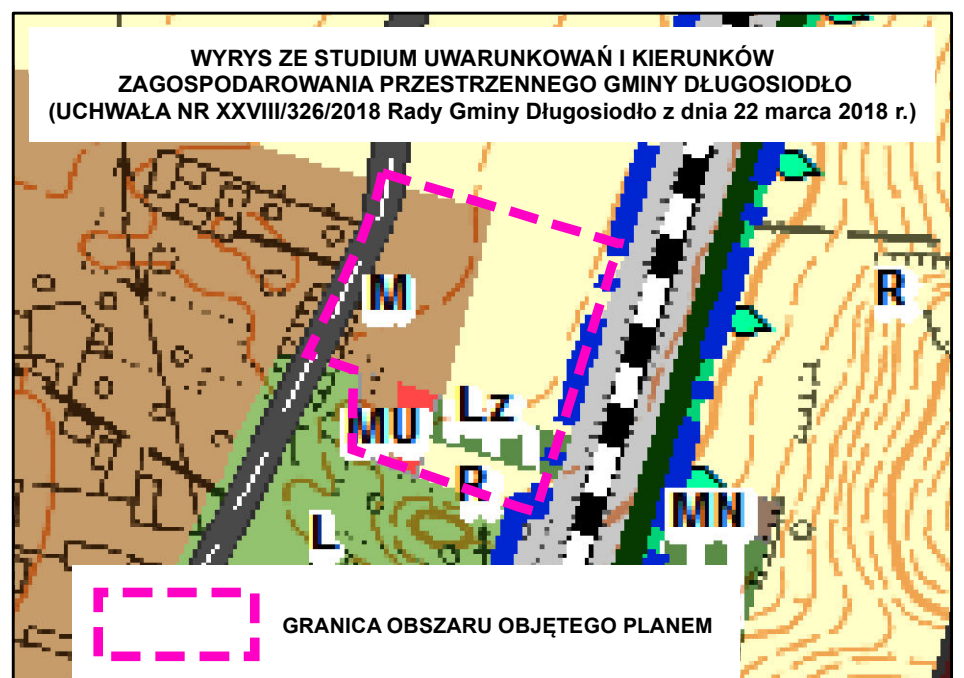 WYRYS ZE STUDIUM UWARUNKOWAŃ I KIERUNKÓW
ZAGOSPODAROWANIA PRZESTRZENNEGO GMINY DŁUGOSIODŁO
(UCHWAŁA NR XXVIII/326/2018 Rady Gminy Długosiodło z dnia 22 marca 2018 r.)
M
R
MU
Lz
R
L
MN
GRANICA OBSZARU OBJĘTEGO PLANEM